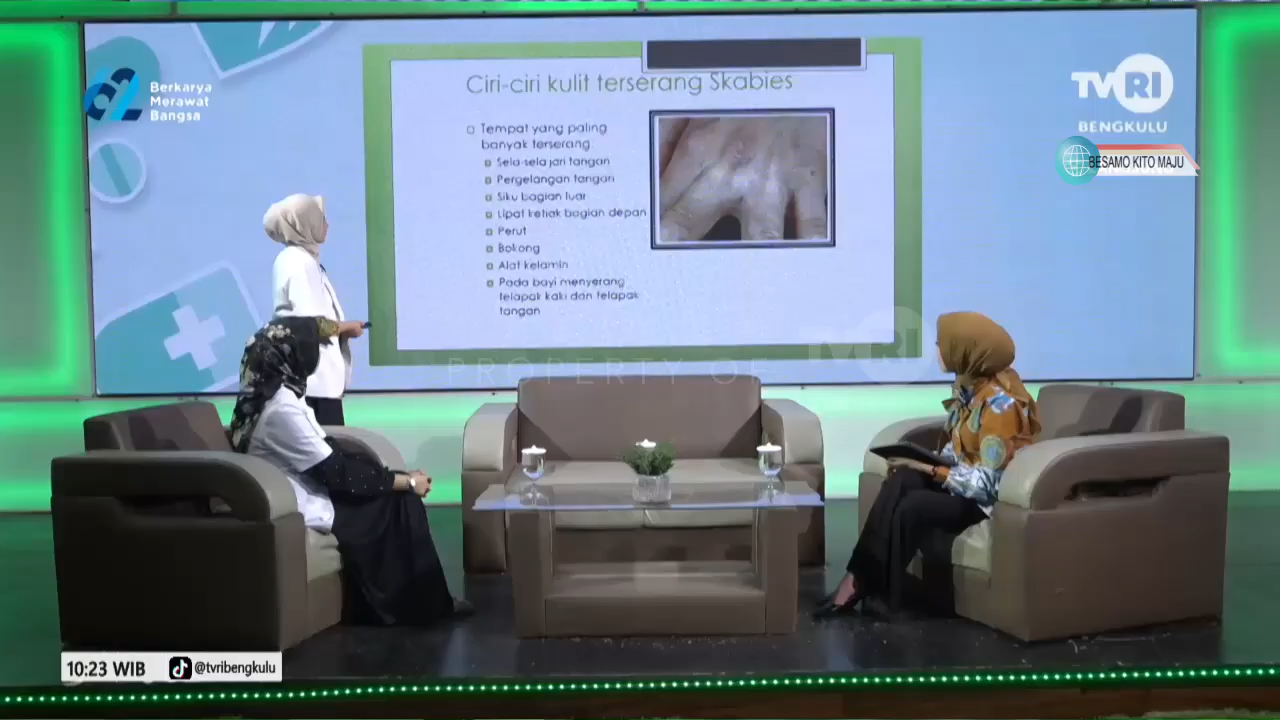 Berkarya
Merawat
Bangsa
TVRI
BENGKULU
BESAMO KITO MAJU
Ciri-ciri kulit terserang Skabies
Tempat yang paling
banyak terserang
Sela-sela jari tangan
Pergelangan tangan
Siku bagian luar
Lipat ketiak bagian depan
Perut
Bokong
Alat kelamin
Pada bayi menyerang
telapak kaki dan telapak
tangan
PROPERTY OF TVRI
10:23 WIB
@tvribengkulu